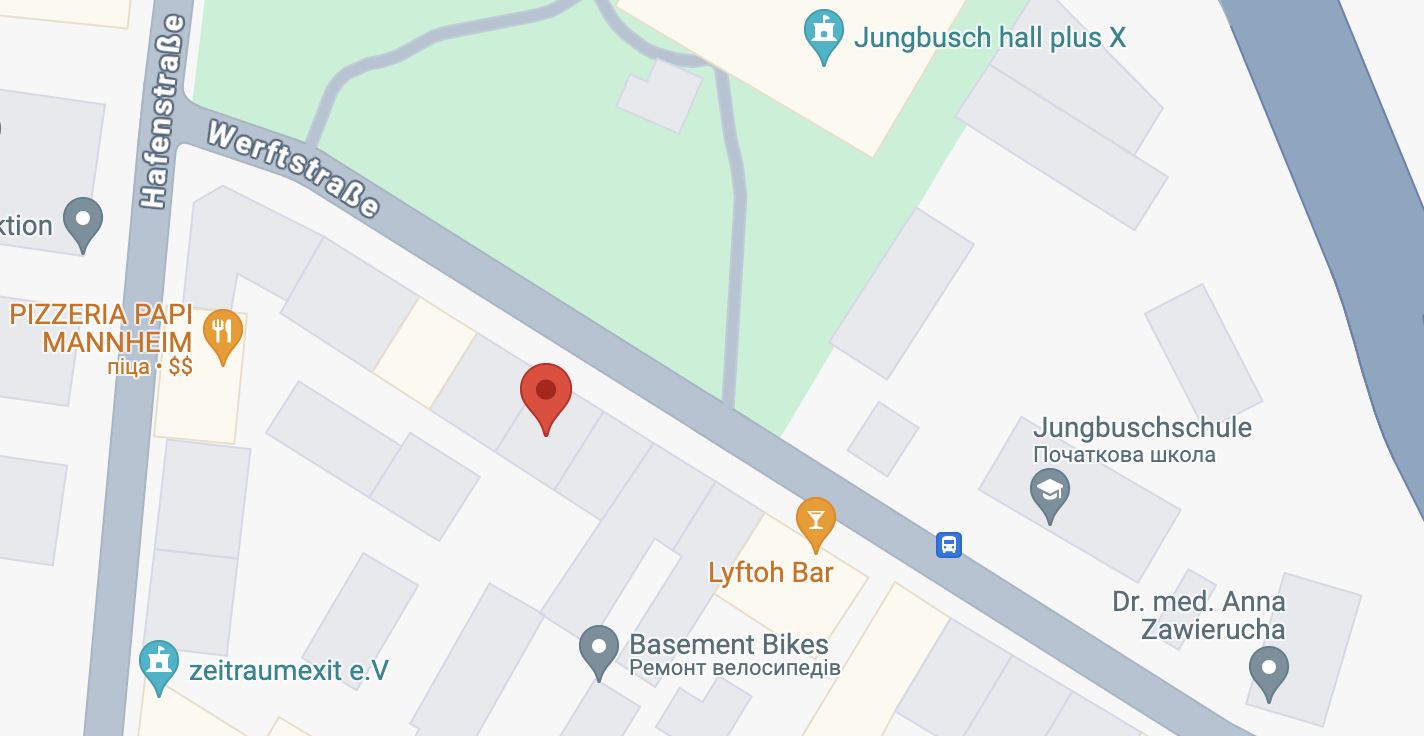 Hafenstraße
Jungbusch hall plus X
Werftstraße
ktion
PIZZERIA PAPI
MANNHEIM
піца • $$
Jungbuschschule
Початкова школа
Lyftoh Bar
Dr. med. Anna
Zawierucha
Basement Bikes
Ремонт велосипедів
zeitraumexit e.V